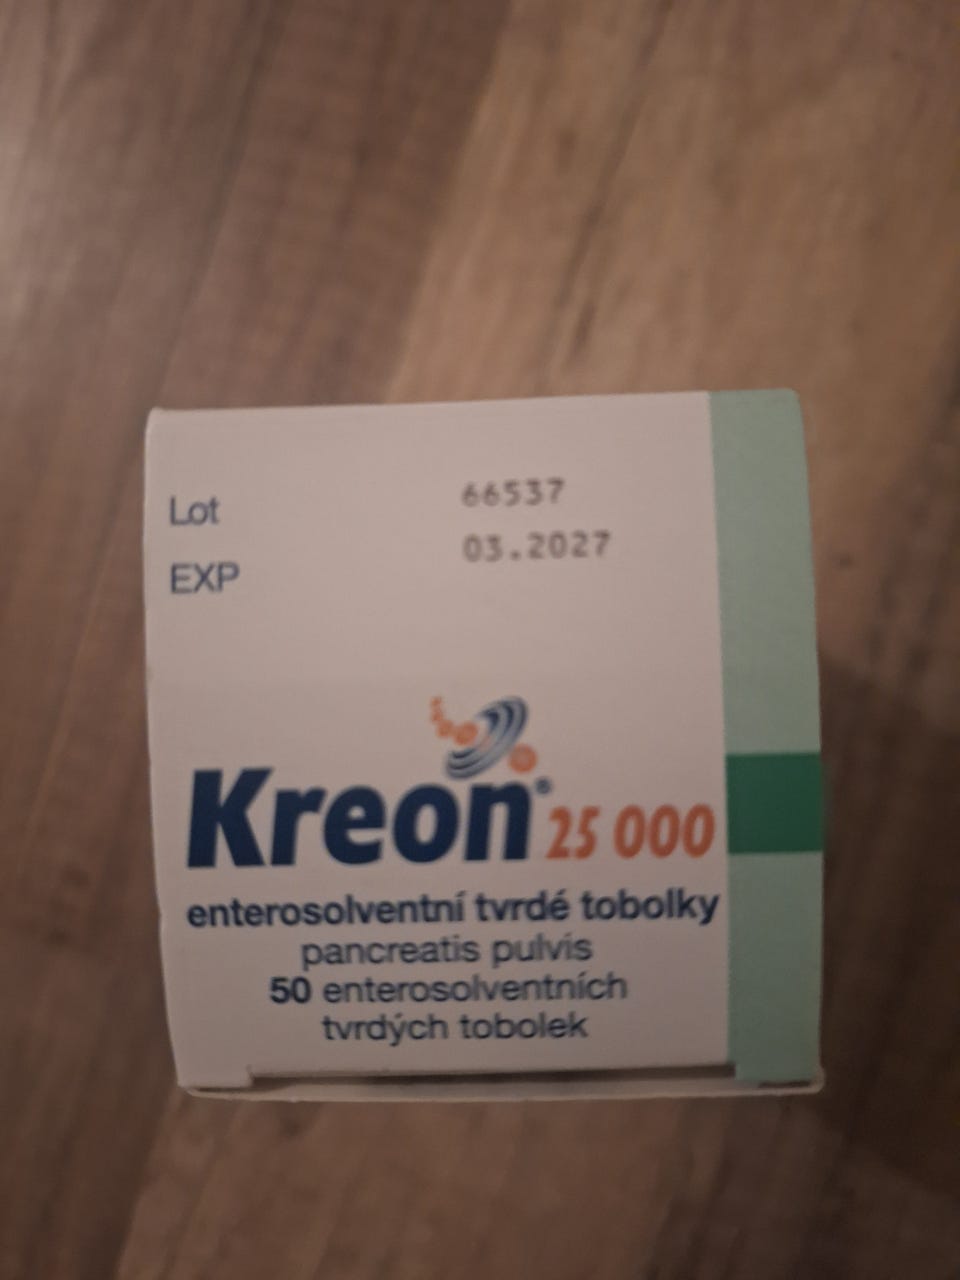 Lot 66537
EXP 03.2027
Kreon® 25 000
enterosolventní tvrdé tobolky
pancreatis pulvis
50 enterosolventních
tvrdých tobolek